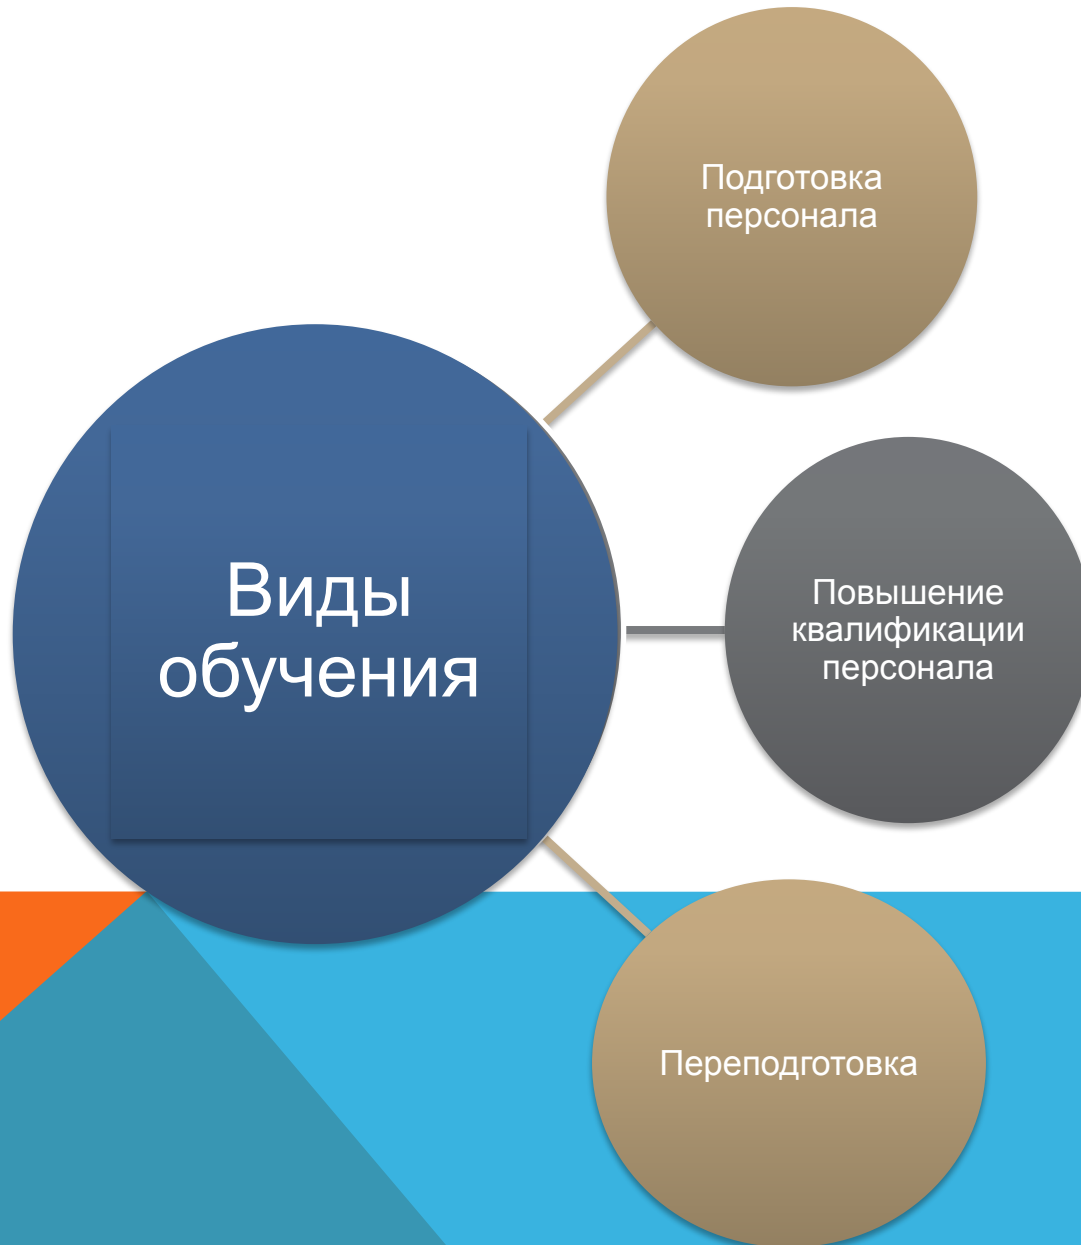 Подготовка
персонала
Виды
обучения
Повышение
квалификации
персонала
Переподготовка